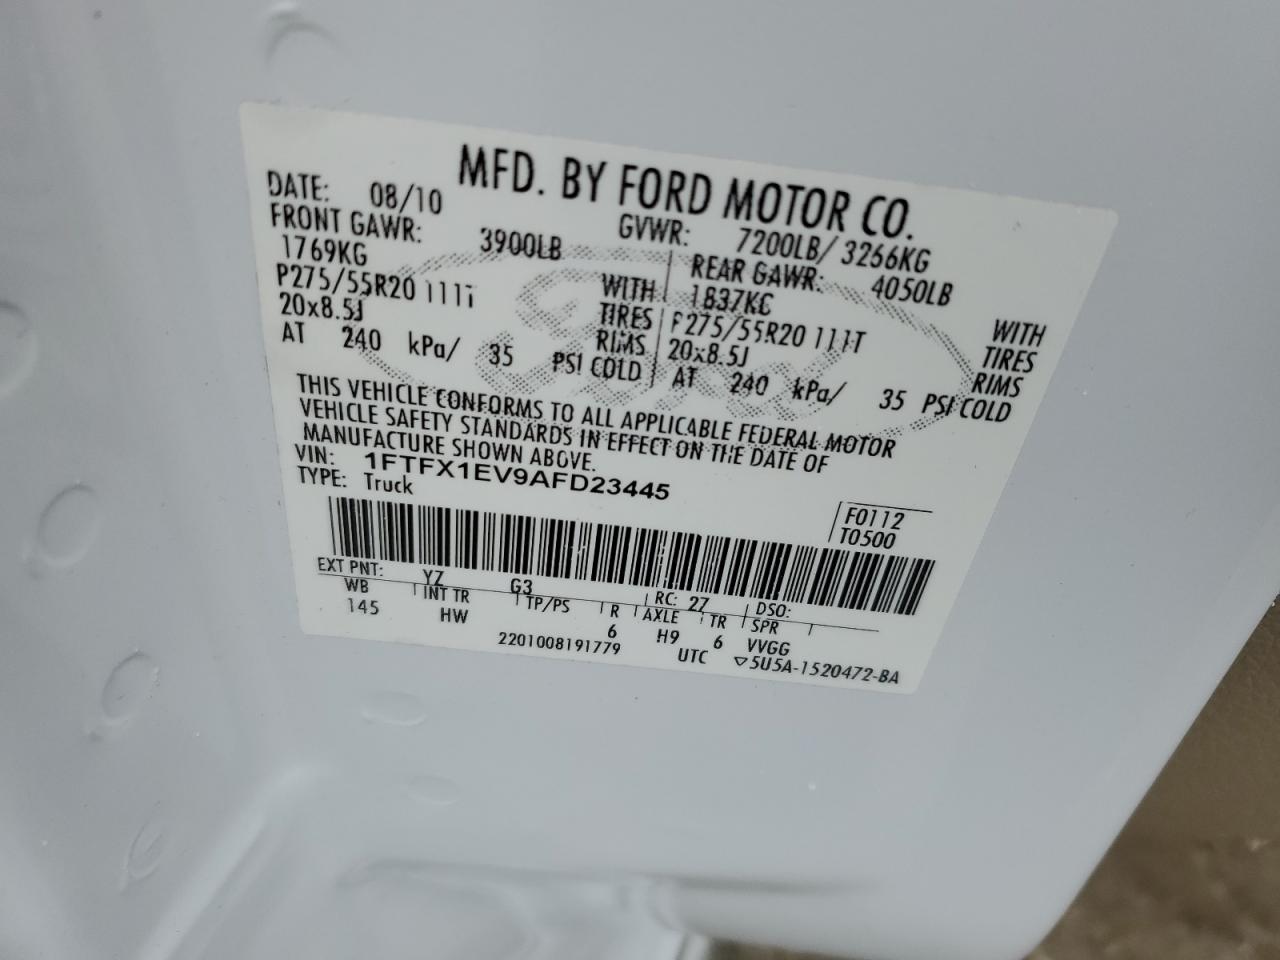 MFD. BY FORD MOTOR CO.
DATE: 08/10 GVWR: 7200LB/ 3266KG
FRONT GAWR: 3900LB REAR GAWR: 4050LB
1769KG WITH 1837KG WITH
P275/55R20 111T TIRES P275/55R20 111T TIRES
20x8.5J RIMS 20x8.5J RIMS
AT 240 kPa/ 35 PSI COLD AT 240 kPa/ 35 PSI COLD
THIS VEHICLE CONFORMS TO ALL APPLICABLE FEDERAL MOTOR
VEHICLE SAFETY STANDARDS IN EFFECT ON THE DATE OF
MANUFACTURE SHOWN ABOVE.
VIN: 1FTFX1EV9AFD23445
TYPE: Truck
F0112
T0500
EXT PNT: YZ G3 RC: 27 DSO:
WB INT TR TP/PS R AXLE TR SPR
145 HW 6 H9 6 VVGG
2201008191779 UTC ▽5U5A-1520472-BA
Ford